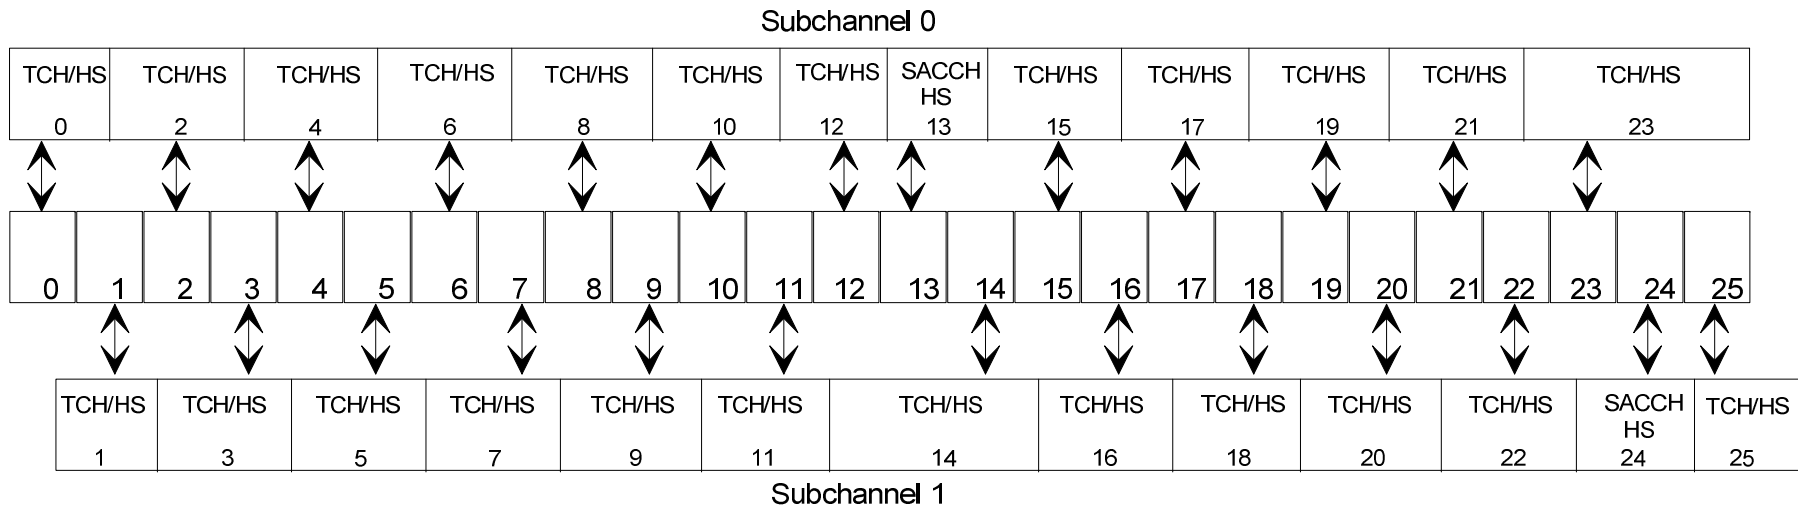 Subchannel 0
TCH/HS TCH/HS TCH/HS TCH/HS TCH/HS TCH/HS TCH/HS SACCH HS TCH/HS TCH/HS TCH/HS TCH/HS TCH/HS
0 2 4 6 8 10 12 13 15 17 19 21 23
0 1 2 3 4 5 6 7 8 9 10 11 12 13 14 15 16 17 18 19 20 21 22 23 24 25
TCH/HS TCH/HS TCH/HS TCH/HS TCH/HS TCH/HS TCH/HS TCH/HS TCH/HS TCH/HS TCH/HS SACCH HS TCH/HS
1 3 5 7 9 11 14 16 18 20 22 24 25
Subchannel 1